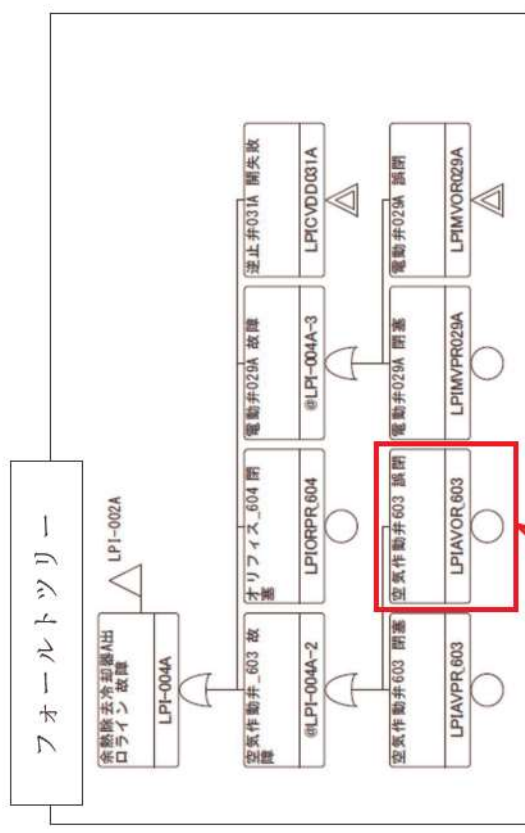 フォールトツリー
LPI-002A
余熱除去冷却器A出
口ライン 故障
LPI-004A
空気作動弁_603 故
障
@LPI-004A-2
オリフィス_604 閉
塞
LPIORPR_604
電動弁029A 故障
@LPI-004A-3
逆止弁031A 開失敗
LPICVDD031A
空気作動弁603 閉塞
LPIAVPR_603
空気作動弁603 誤閉
LPIAVOR_603
電動弁029A 閉塞
LPIMVPR029A
電動弁029A 誤閉
LPIMVOR029A